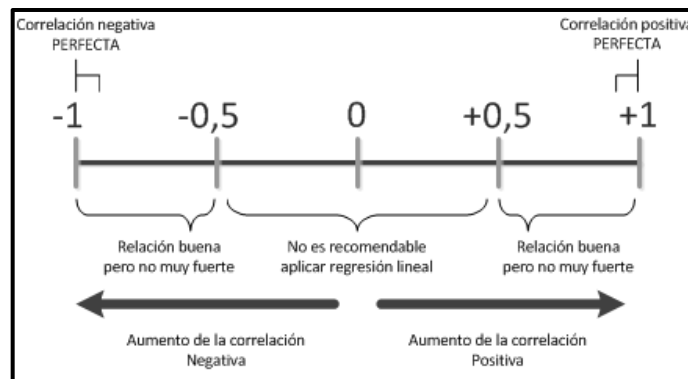 Correlación negativa
PERFECTA
Correlación positiva
PERFECTA
-1
-0,5
0
+0,5
+1
Relación buena
pero no muy fuerte
No es recomendable
aplicar regresión lineal
Relación buena
pero no muy fuerte
Aumento de la correlación
Negativa
Aumento de la correlación
Positiva